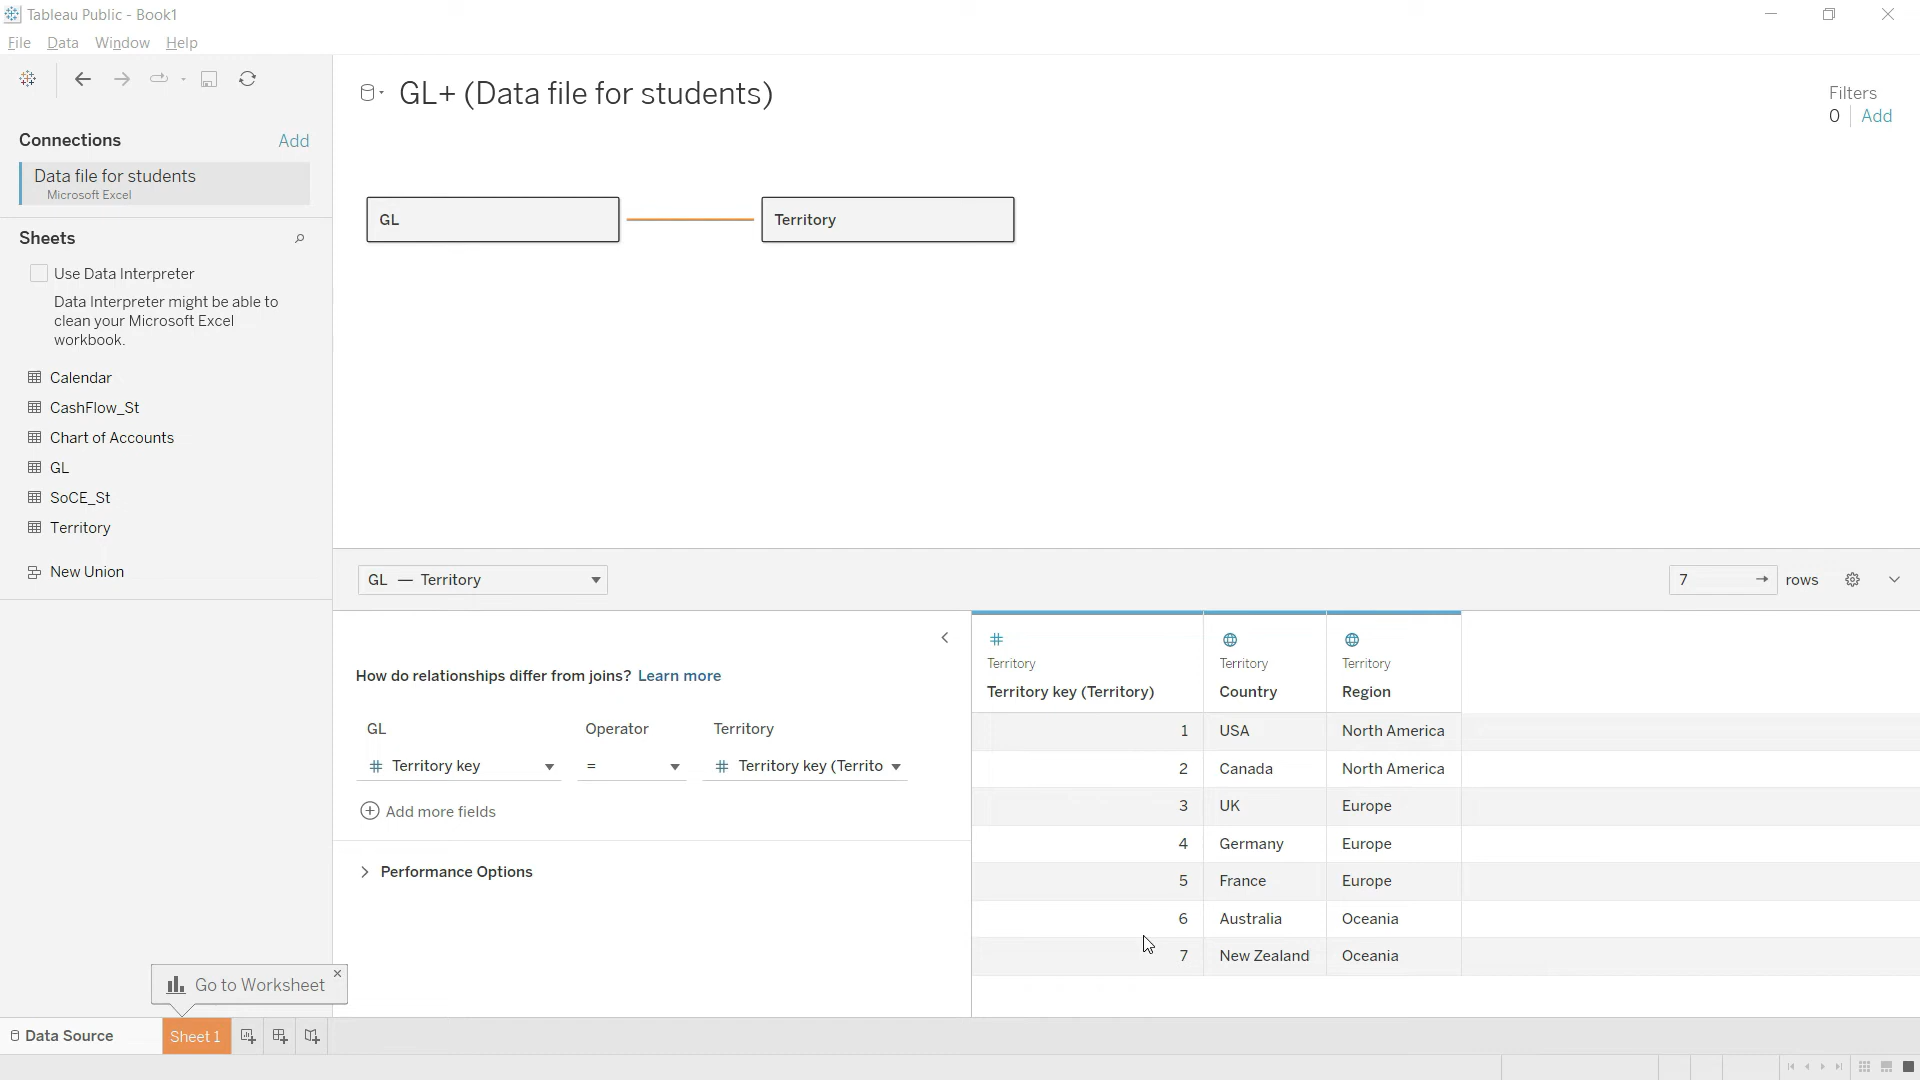 Tableau Public - Book1
File Data Window Help
Connections Add
Data file for students
Microsoft Excel
Sheets
Use Data Interpreter
Data Interpreter might be able to
clean your Microsoft Excel
workbook.
Calendar
CashFlow_St
Chart of Accounts
GL
SoCE_St
Territory
New Union
GL+ (Data file for students)
Filters
0 Add
GL Territory
GL — Territory
7 rows
How do relationships differ from joins? Learn more
GL Operator Territory
Territory key = Territory key (Territo
Add more fields
Performance Options
Territory Territory Territory
Territory key (Territory) Country Region
1 USA North America
2 Canada North America
3 UK Europe
4 Germany Europe
5 France Europe
6 Australia Oceania
7 New Zealand Oceania
Go to Worksheet
Data Source Sheet 1